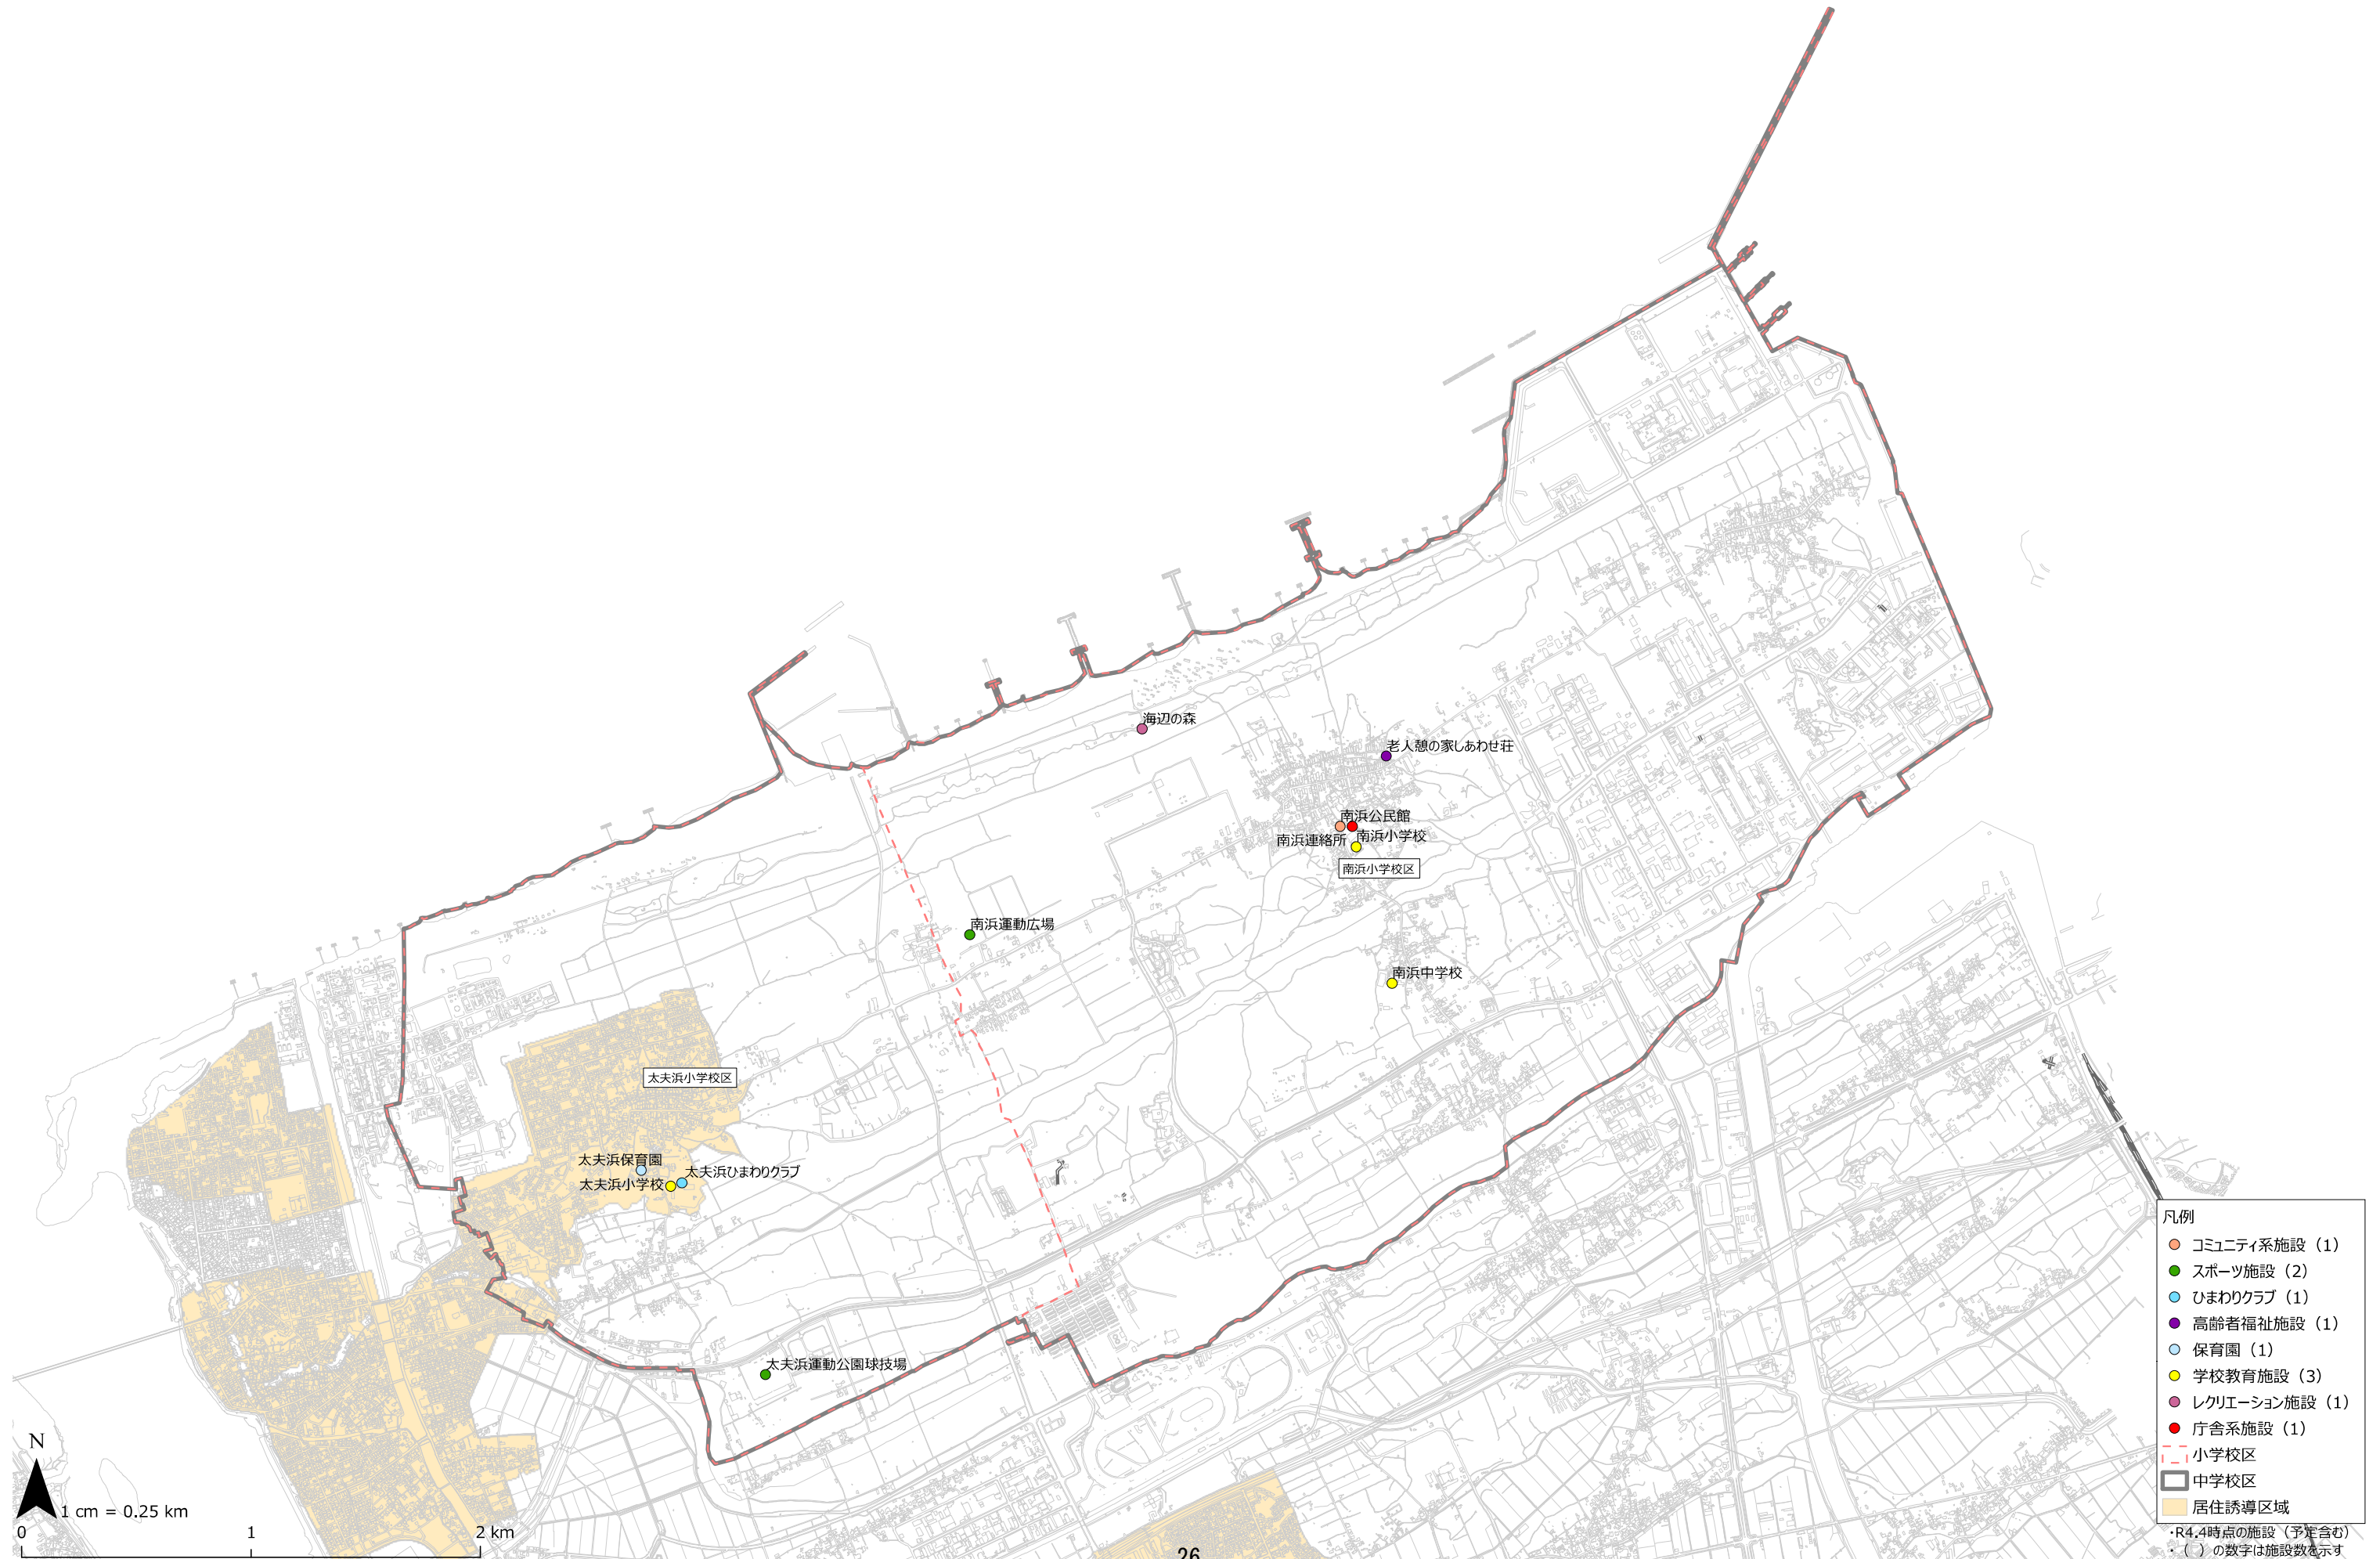 海辺の森
老人憩の家しあわせ荘
南浜公民館
南浜連絡所
南浜小学校
南浜小学校区
南浜運動広場
南浜中学校
太夫浜小学校区
太夫浜保育園
太夫浜ひまわりクラブ
太夫浜小学校
太夫浜運動公園球技場
凡例
コミュニティ系施設（1）
スポーツ施設（2）
ひまわりクラブ（1）
高齢者福祉施設（1）
保育園（1）
学校教育施設（3）
レクリエーション施設（1）
庁舎系施設（1）
小学校区
中学校区
居住誘導区域
・R4.4時点の施設（予定含む）
・（　）の数字は施設数を示す
N
1 cm = 0.25 km
0 1 2 km
26